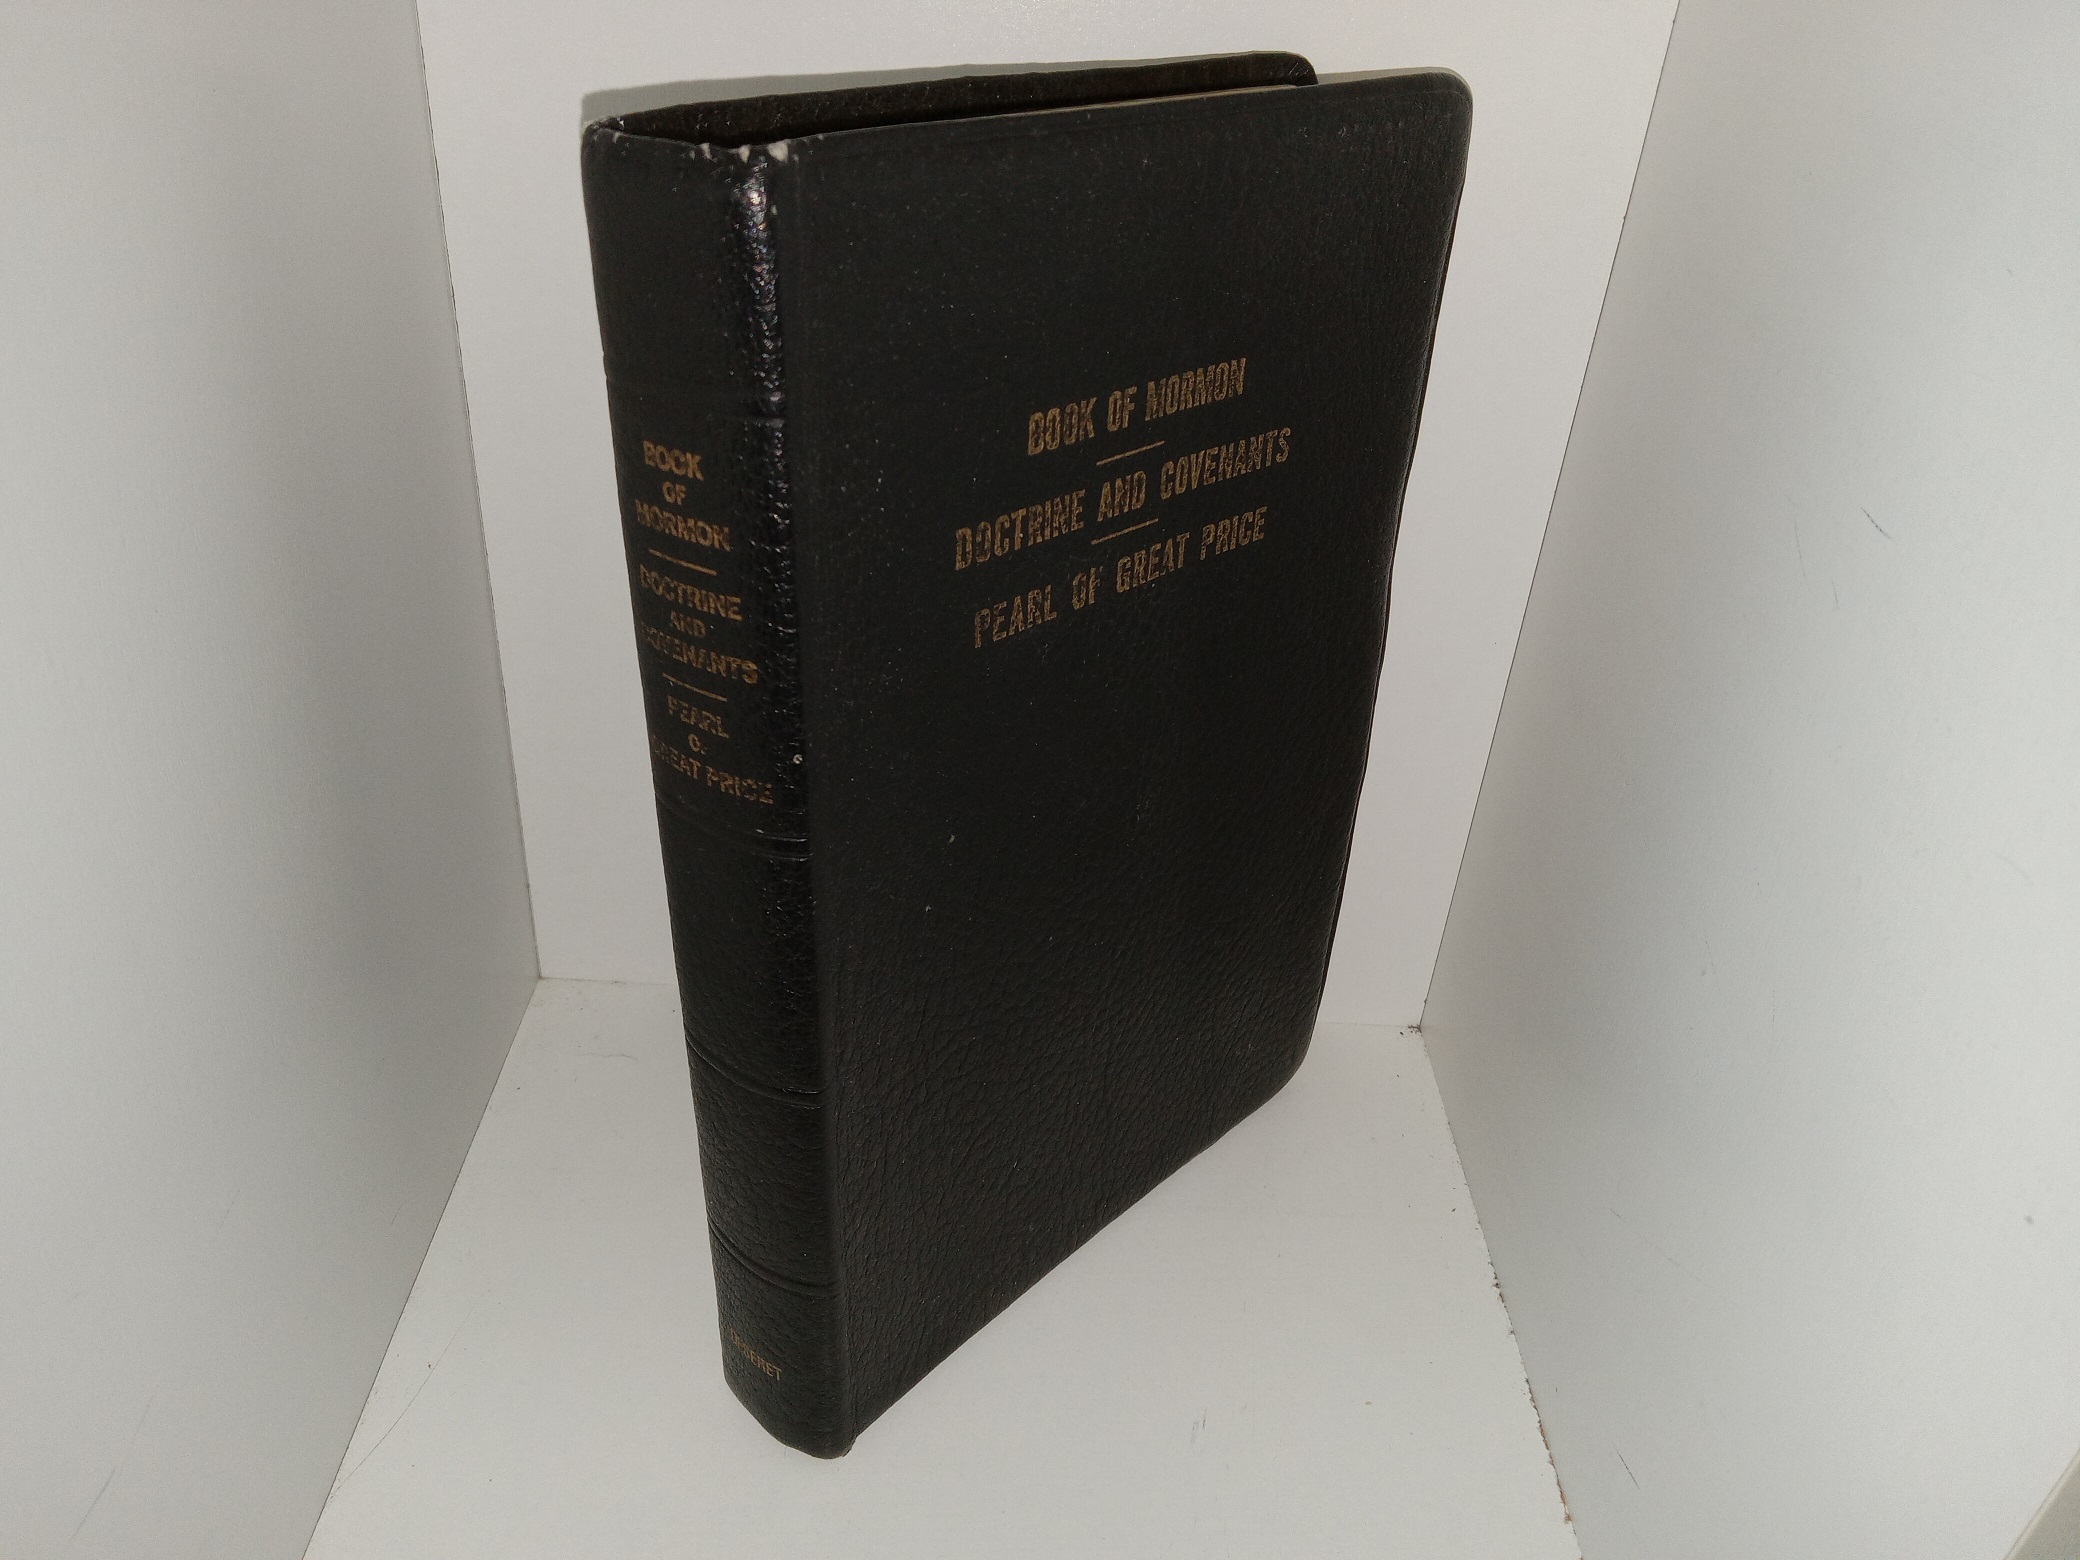 BOOK
OF
MORMON
DOCTRINE
AND
COVENANTS
PEARL
OF
GREAT PRICE
DESERET
BOOK OF MORMON
DOCTRINE AND COVENANTS
PEARL OF GREAT PRICE